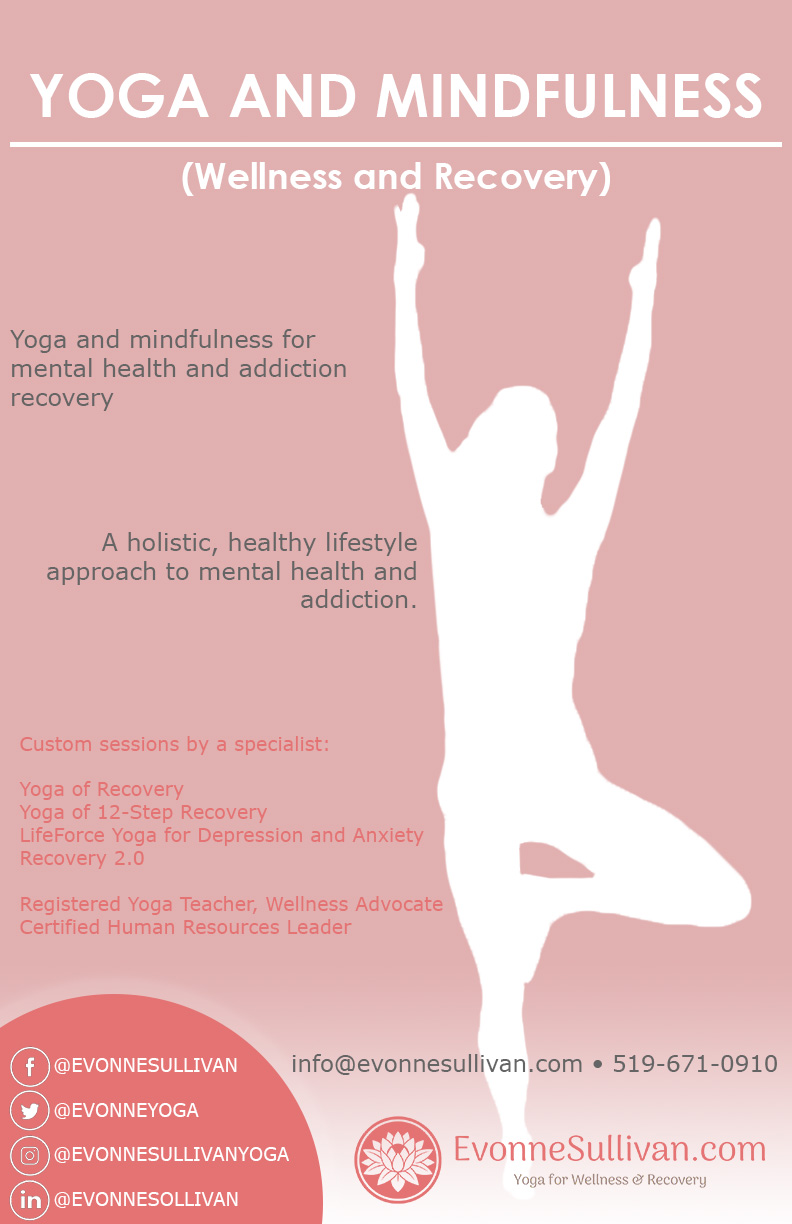 YOGA AND MINDFULNESS
(Wellness and Recovery)
Yoga and mindfulness for
mental health and addiction
recovery
A holistic, healthy lifestyle
approach to mental health and
addiction.
Custom sessions by a specialist:
Yoga of Recovery
Yoga of 12-Step Recovery
LifeForce Yoga for Depression and Anxiety
Recovery 2.0
Registered Yoga Teacher, Wellness Advocate
Certified Human Resources Leader
@EVONNESULLIVAN
@EVONNEYOGA
@EVONNESULLIVANYOGA
@EVONNESOLLIVAN
info@evonnesullivan.com • 519-671-0910
EvonneSullivan.com
Yoga for Wellness & Recovery